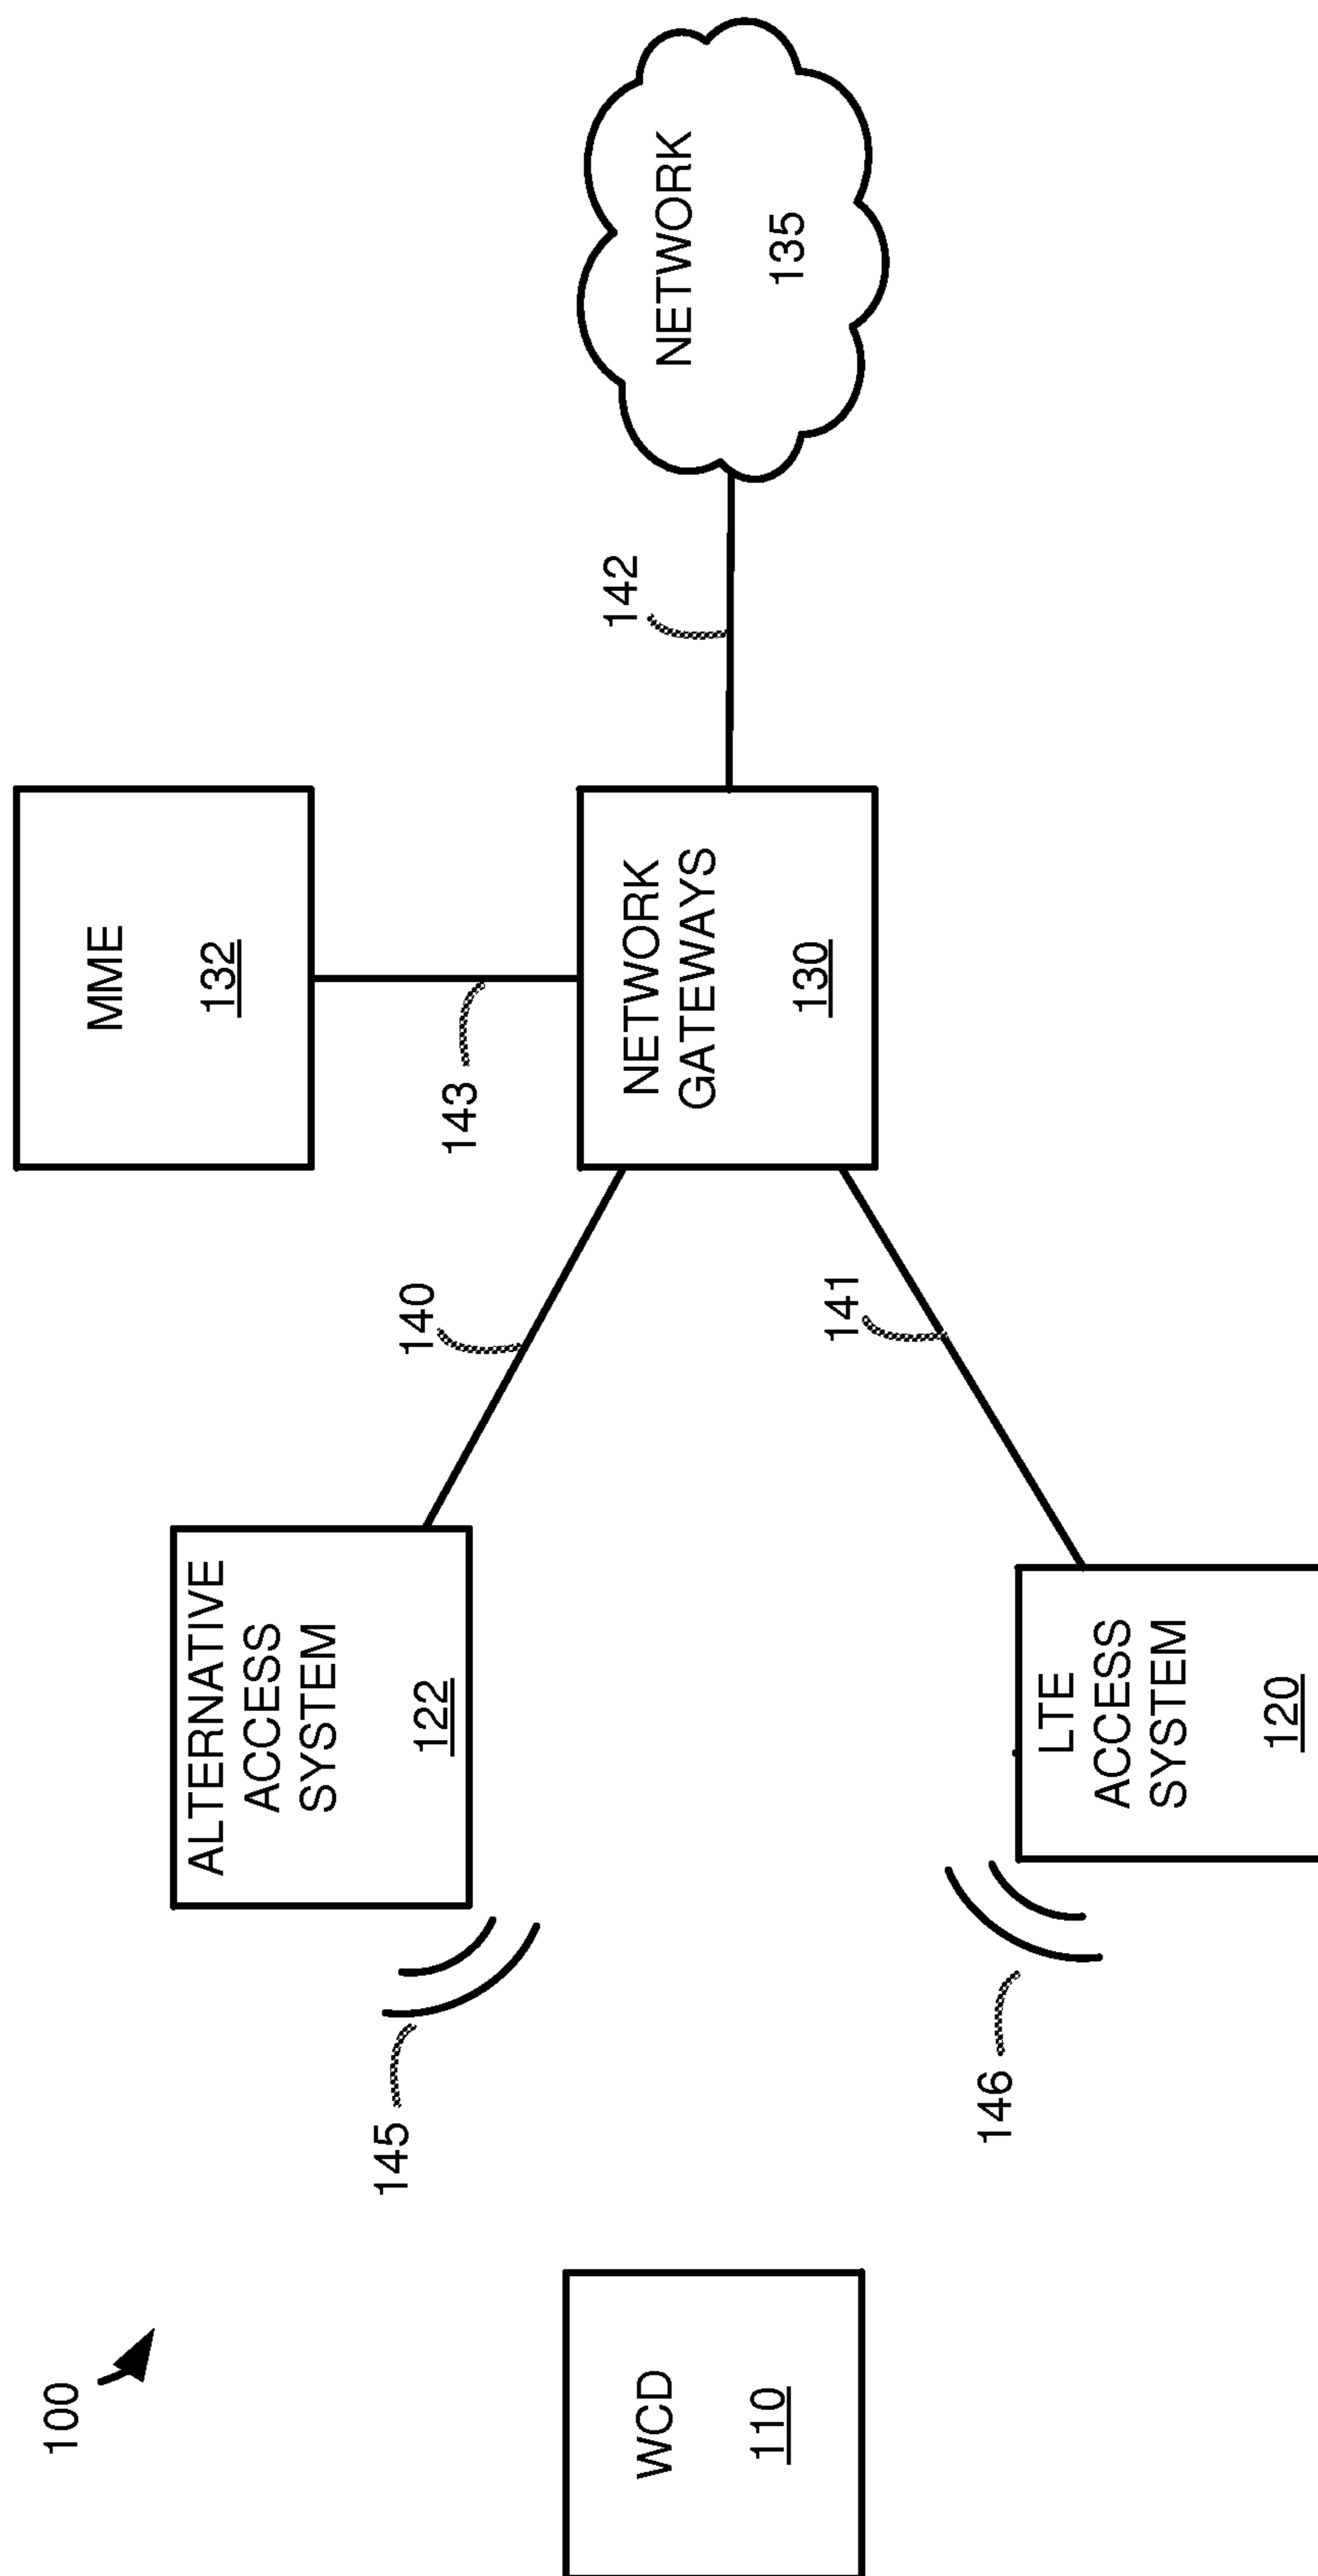 100
WCD
110
145
146
ALTERNATIVE
ACCESS
SYSTEM
122
LTE
ACCESS
SYSTEM
120
140
141
MME
132
143
NETWORK
GATEWAYS
130
142
NETWORK
135